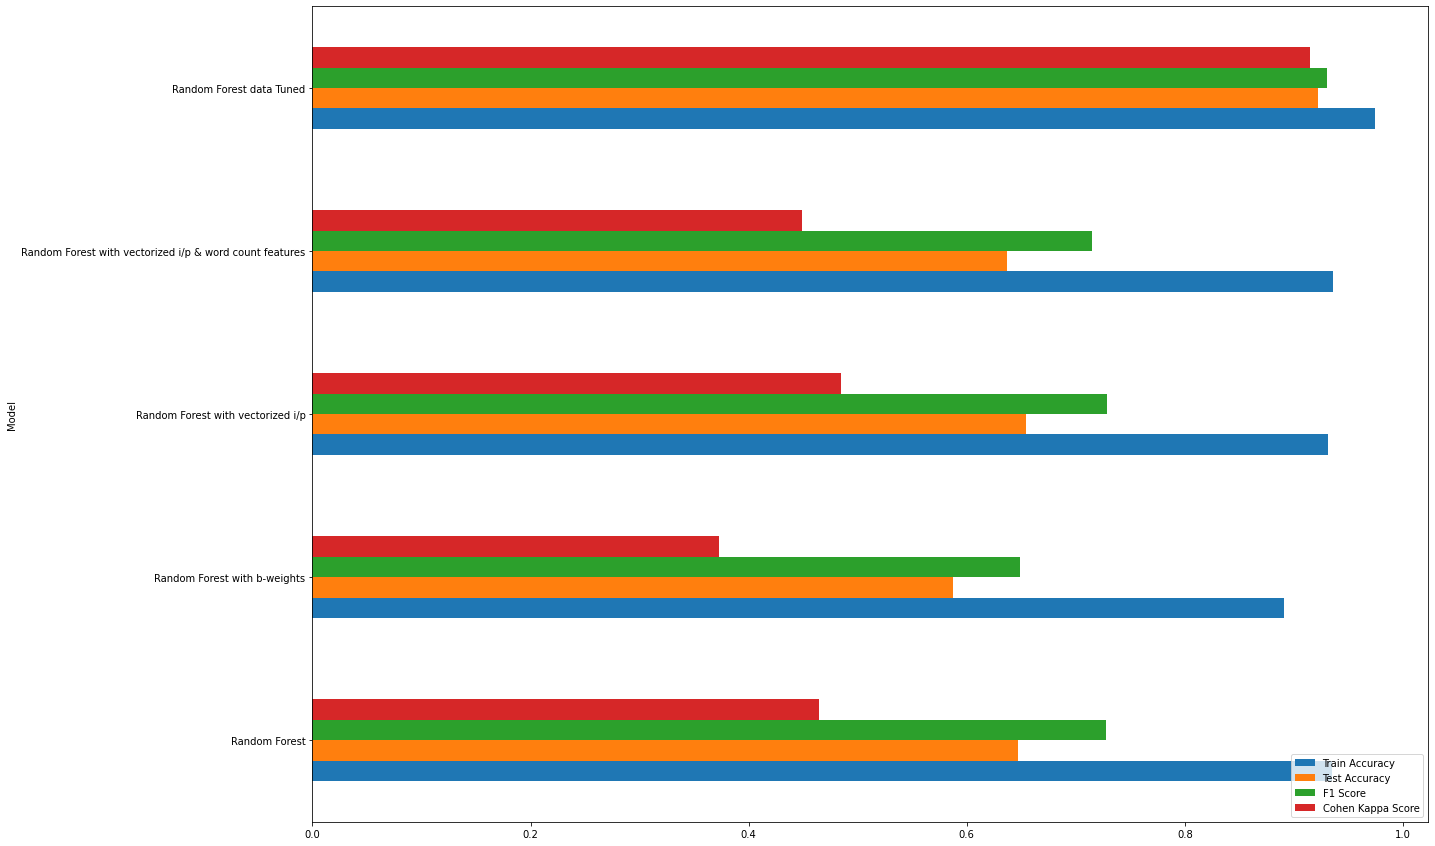 Random Forest data Tuned
Random Forest with vectorized i/p & word count features
Random Forest with vectorized i/p
Random Forest with b-weights
Random Forest
Model
0.0 0.2 0.4 0.6 0.8 1.0
Train Accuracy
Test Accuracy
F1 Score
Cohen Kappa Score